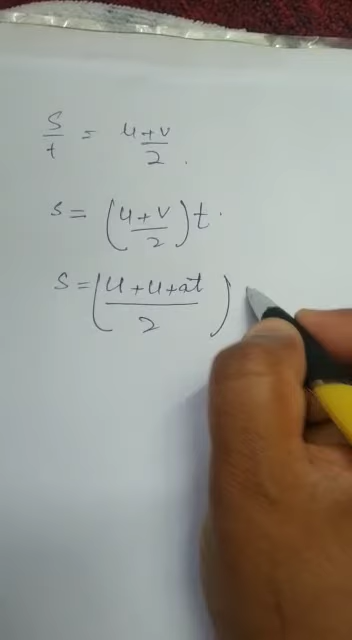 s/t = u+v/2.
s = (u+v/2)t.
s = (u+u+at/2)